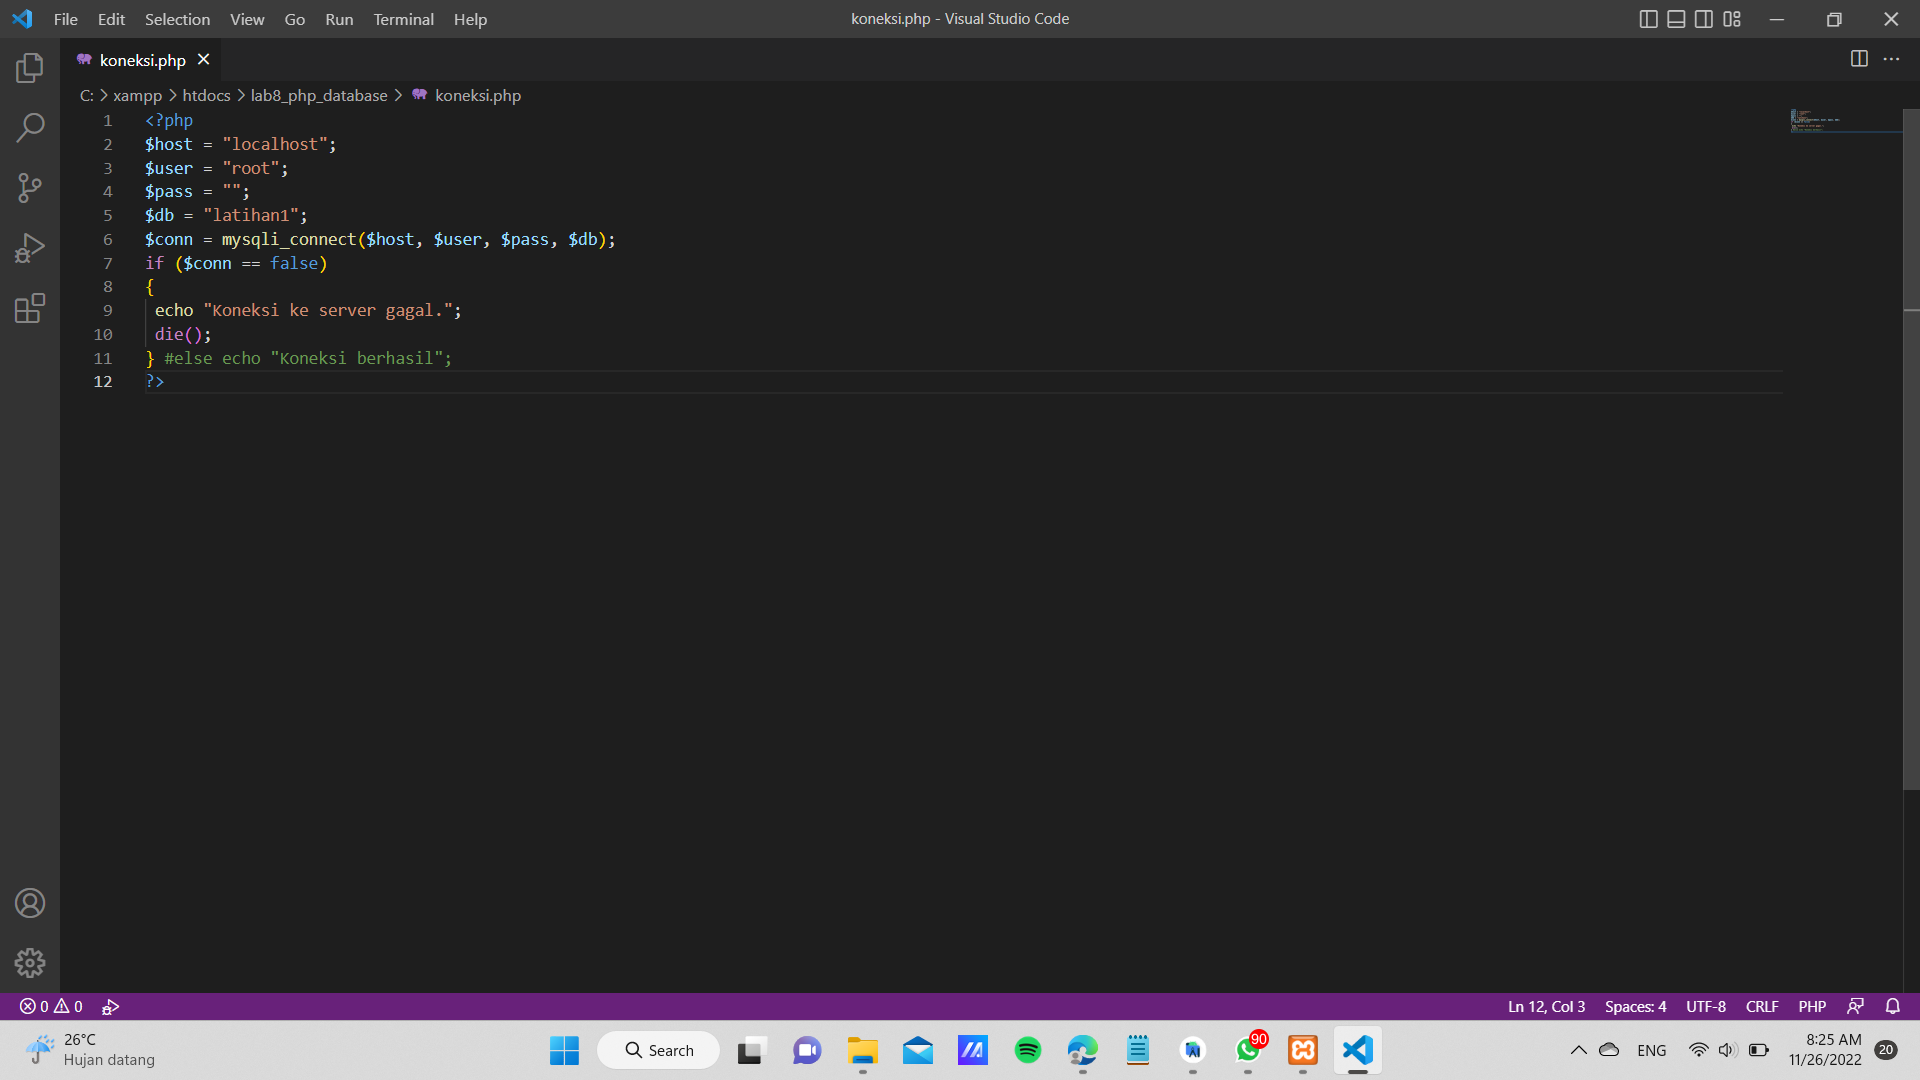 File Edit Selection View Go Run Terminal Help
koneksi.php - Visual Studio Code
koneksi.php
C: > xampp > htdocs > lab8_php_database > koneksi.php
1 <?php
2 $host = "localhost";
3 $user = "root";
4 $pass = "";
5 $db = "latihan1";
6 $conn = mysqli_connect($host, $user, $pass, $db);
7 if ($conn == false)
8 {
9 echo "Koneksi ke server gagal.";
10 die();
11 } #else echo "Koneksi berhasil";
12 ?>
0 0
Ln 12, Col 3 Spaces: 4 UTF-8 CRLF PHP
26°C
Hujan datang
Search
AI
90
ENG
8:25 AM
11/26/2022
20